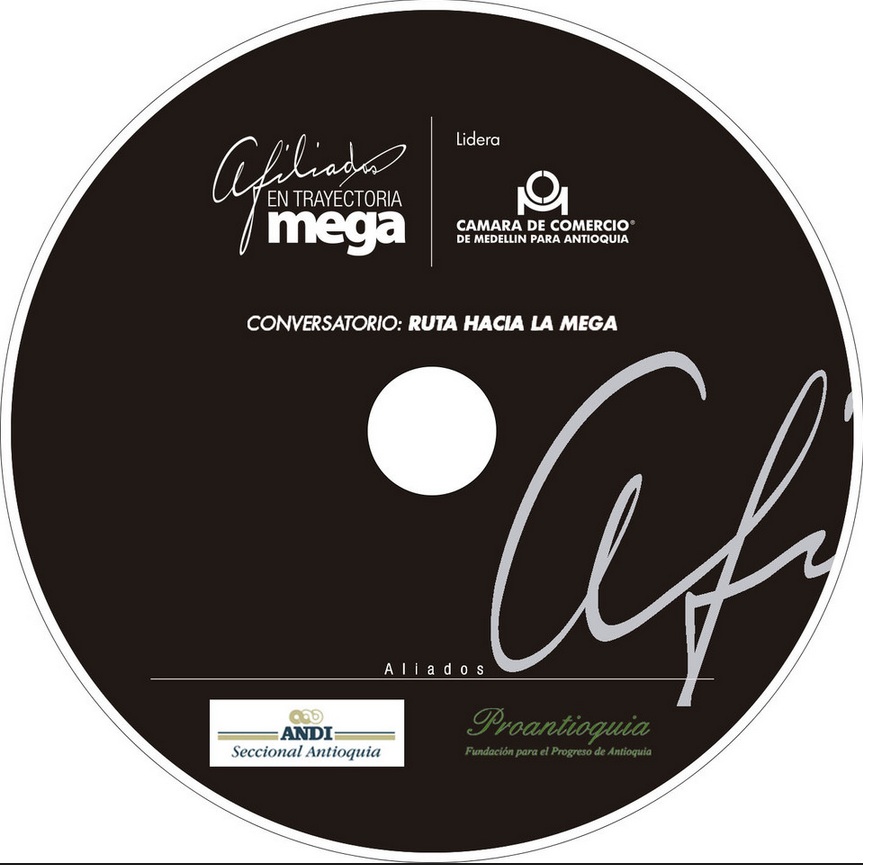 Afiliados
EN TRAYECTORIA
mega
Lidera
CAMARA DE COMERCIO®
DE MEDELLIN PARA ANTIOQUIA
CONVERSATORIO: RUTA HACIA LA MEGA
Afi
Aliados
ANDI
Seccional Antioquia
Proantioquia
Fundación para el Progreso de Antioquia